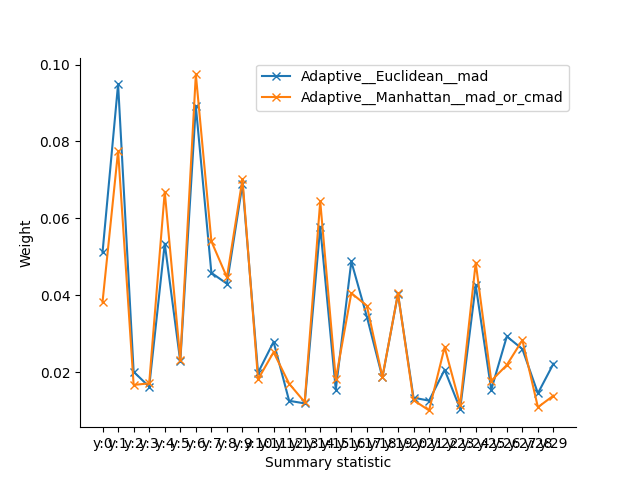 0.10
0.08
0.06
0.04
0.02
Weight
Adaptive__Euclidean__mad
Adaptive__Manhattan__mad_or_cmad
y:0 y:1 y:2 y:3 y:4 y:5 y:6 y:7 y:8 y:9 y:10 y:11 y:12 y:13 y:14 y:15 y:16 y:17 y:18 y:19 y:20 y:21 y:22 y:23 y:24 y:25 y:26 y:27 y:28 y:29
Summary statistic